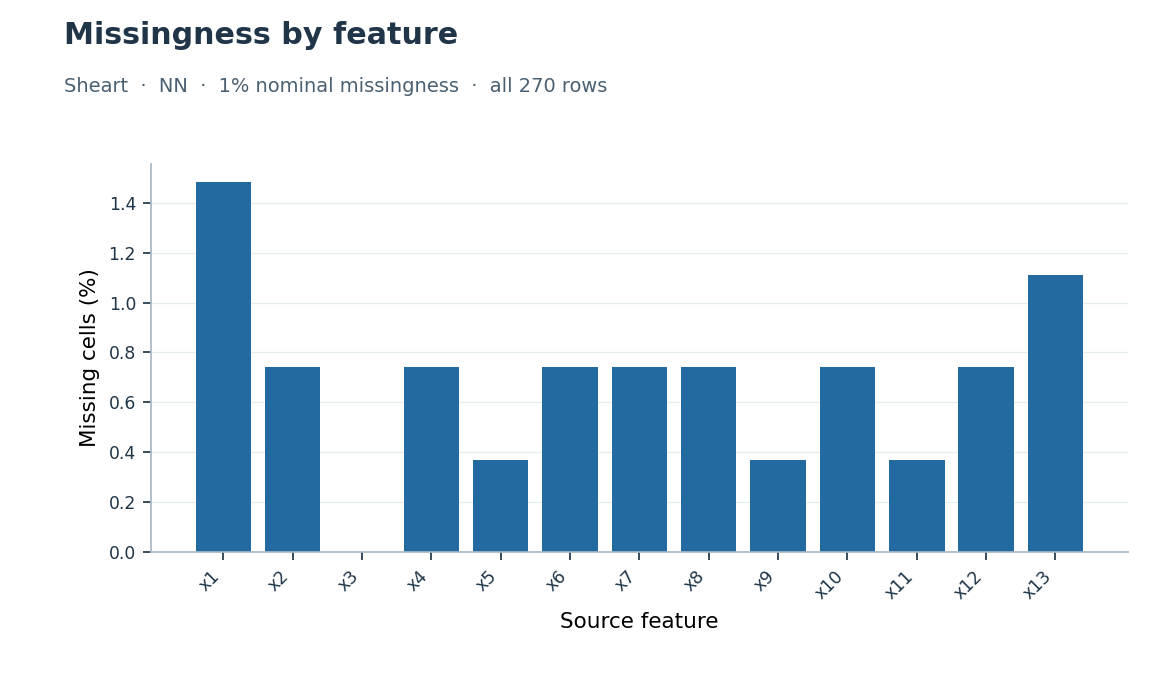 Missingness by feature
Sheart · NN · 1% nominal missingness · all 270 rows
Missing cells (%)
1.4
1.2
1.0
0.8
0.6
0.4
0.2
0.0
x1 x2 x3 x4 x5 x6 x7 x8 x9 x10 x11 x12 x13
Source feature